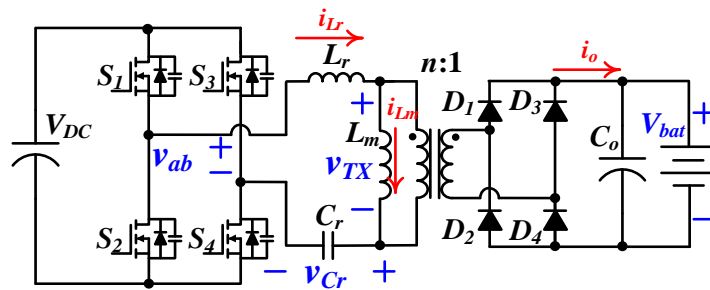 i_Lr
L_r
n:1
i_o
S_1
S_3
D_1
D_3
V_DC
+
i_Lm
+
L_m
C_o
V_bat
v_ab
+
−
v_TX
−
S_2
S_4
C_r
D_2
D_4
−
−
v_Cr
+